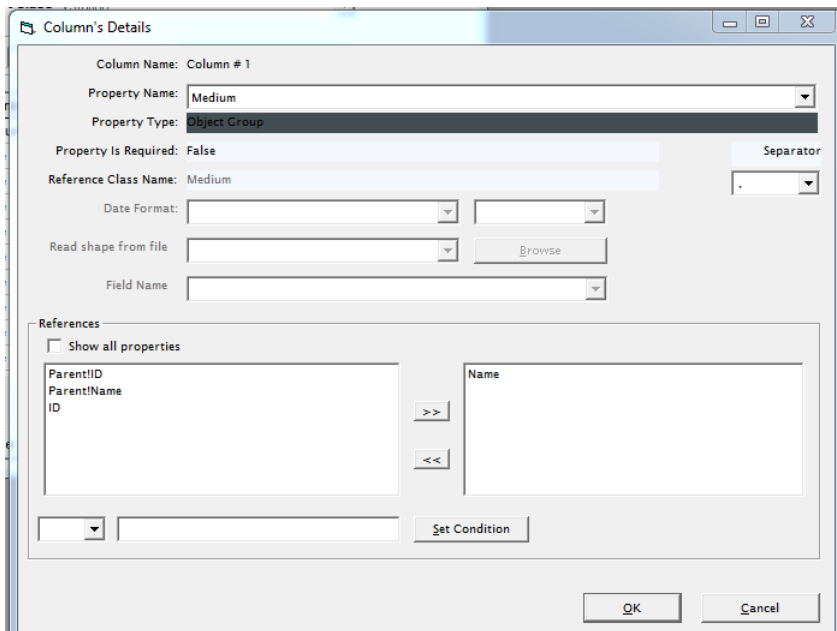 Column's Details
Column Name: Column # 1
Property Name: Medium
Property Type: Object Group
Property Is Required: False
Separator
Reference Class Name: Medium
.
Date Format:
Read shape from file
Browse
Field Name
References
Show all properties
Parent!ID
Parent!Name
ID
Name
>>
<<
Set Condition
OK
Cancel